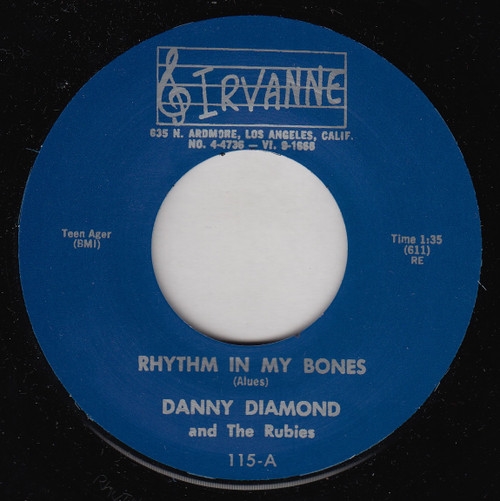 IRVANNE
635 N. ARDMORE, LOS ANGELES, CALIF.
NO. 4-4736 — VI. 9-1668
Teen Ager
(BMI)
Time 1:35
(611)
RE
RHYTHM IN MY BONES
(Alues)
DANNY DIAMOND
and The Rubies
115-A